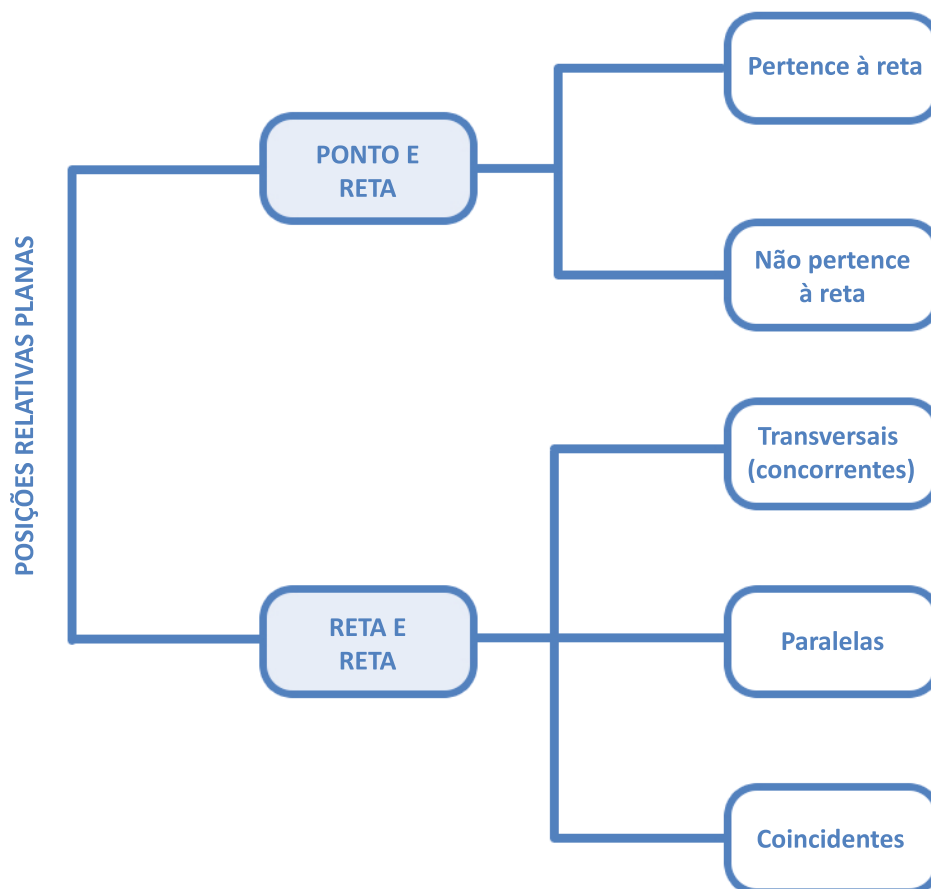 POSIÇÕES RELATIVAS PLANAS
PONTO E
RETA
Pertence à reta
Não pertence
à reta
RETA E
RETA
Transversais
(concorrentes)
Paralelas
Coincidentes